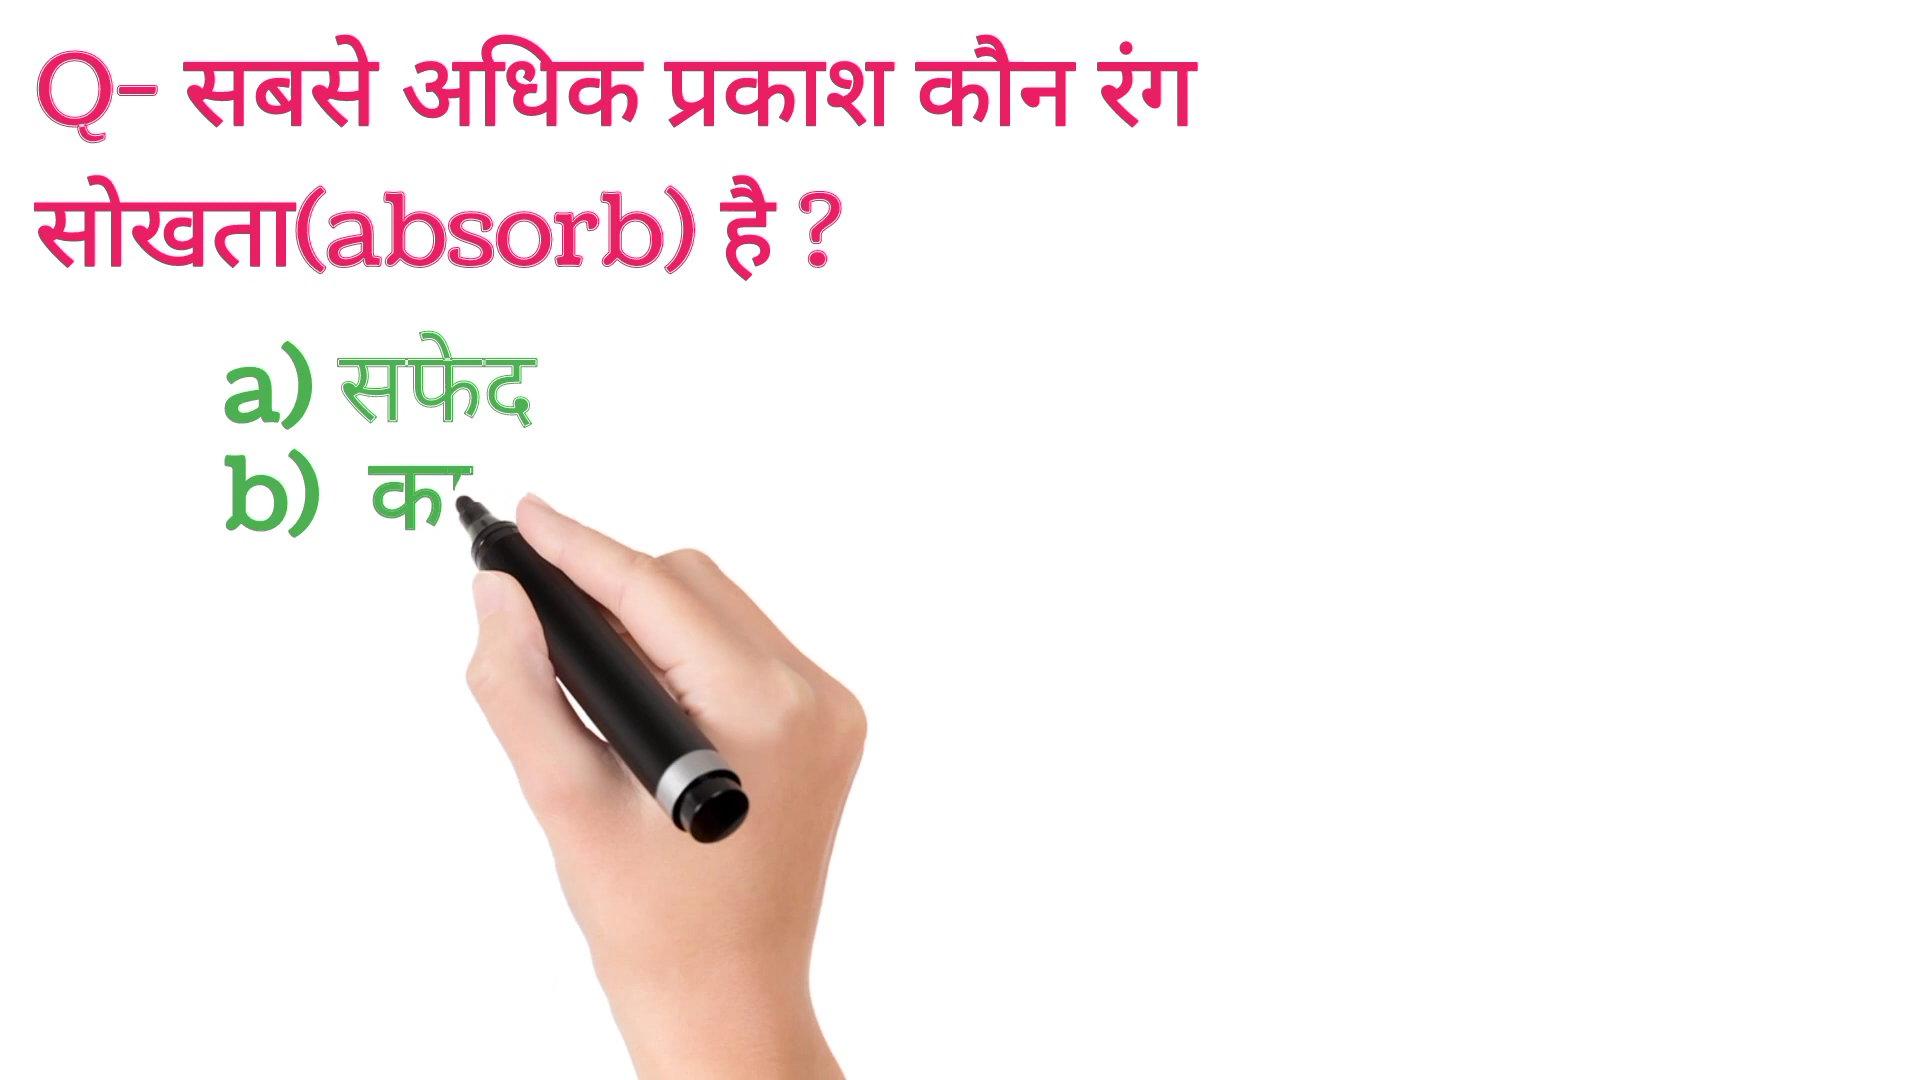 Q- सबसे अधिक प्रकाश कौन रंग
सोखता(absorb) है ?
a) सफेद
b)